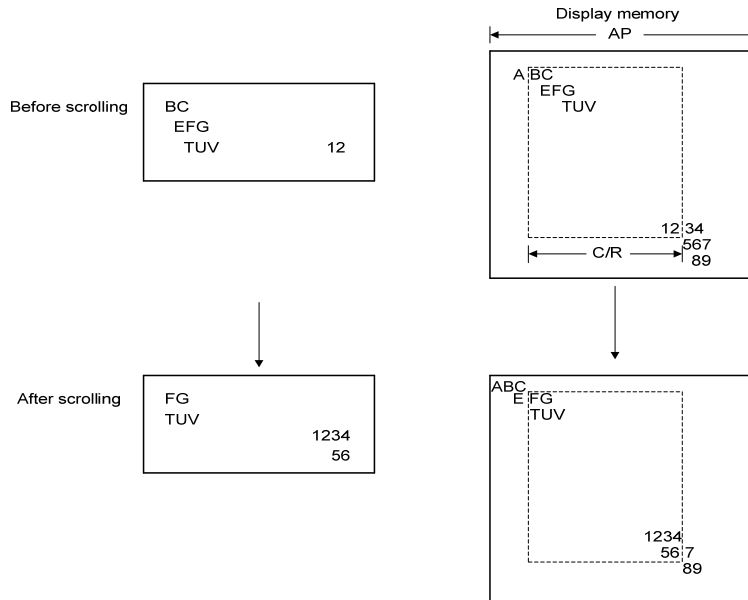 Display memory
AP
Before scrolling
BC
EFG
TUV 12
A BC
EFG
TUV
12 34
567
89
C/R
After scrolling
FG
TUV
1234
56
ABC
E FG
TUV
1234
56 7
89